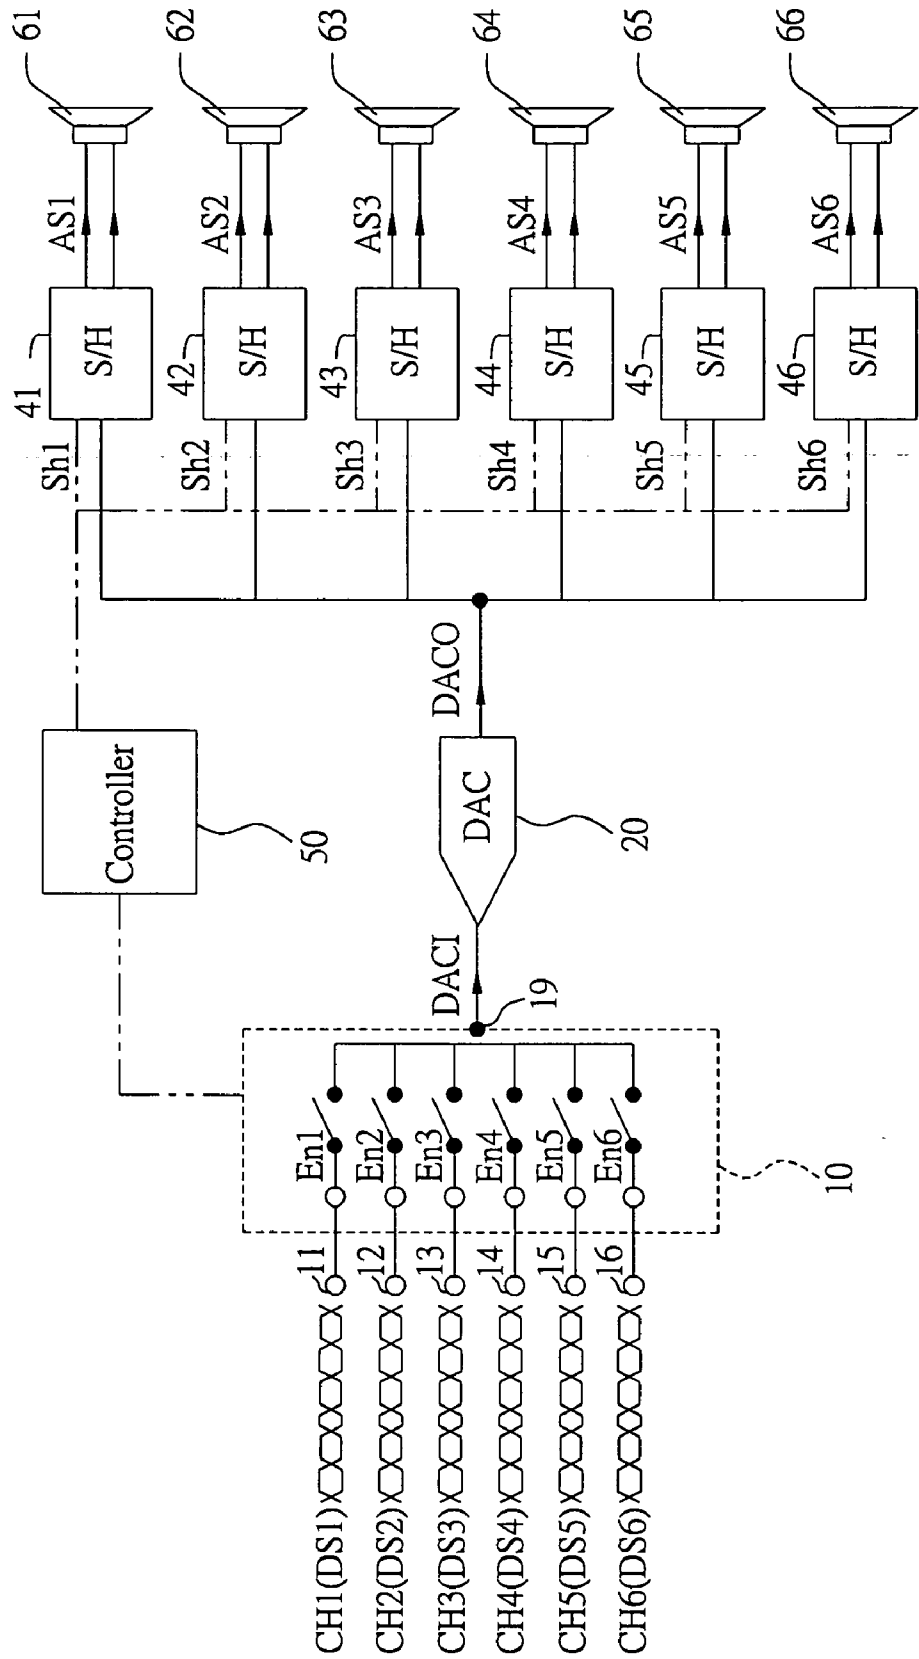 CH1(DS1)
CH2(DS2)
CH3(DS3)
CH4(DS4)
CH5(DS5)
CH6(DS6)
11
12
13
14
15
16
En1
En2
En3
En4
En5
En6
10
19
DACI
DAC
20
DACO
Controller
50
Sh1
Sh2
Sh3
Sh4
Sh5
Sh6
41
42
43
44
45
46
S/H
S/H
S/H
S/H
S/H
S/H
AS1
AS2
AS3
AS4
AS5
AS6
61
62
63
64
65
66